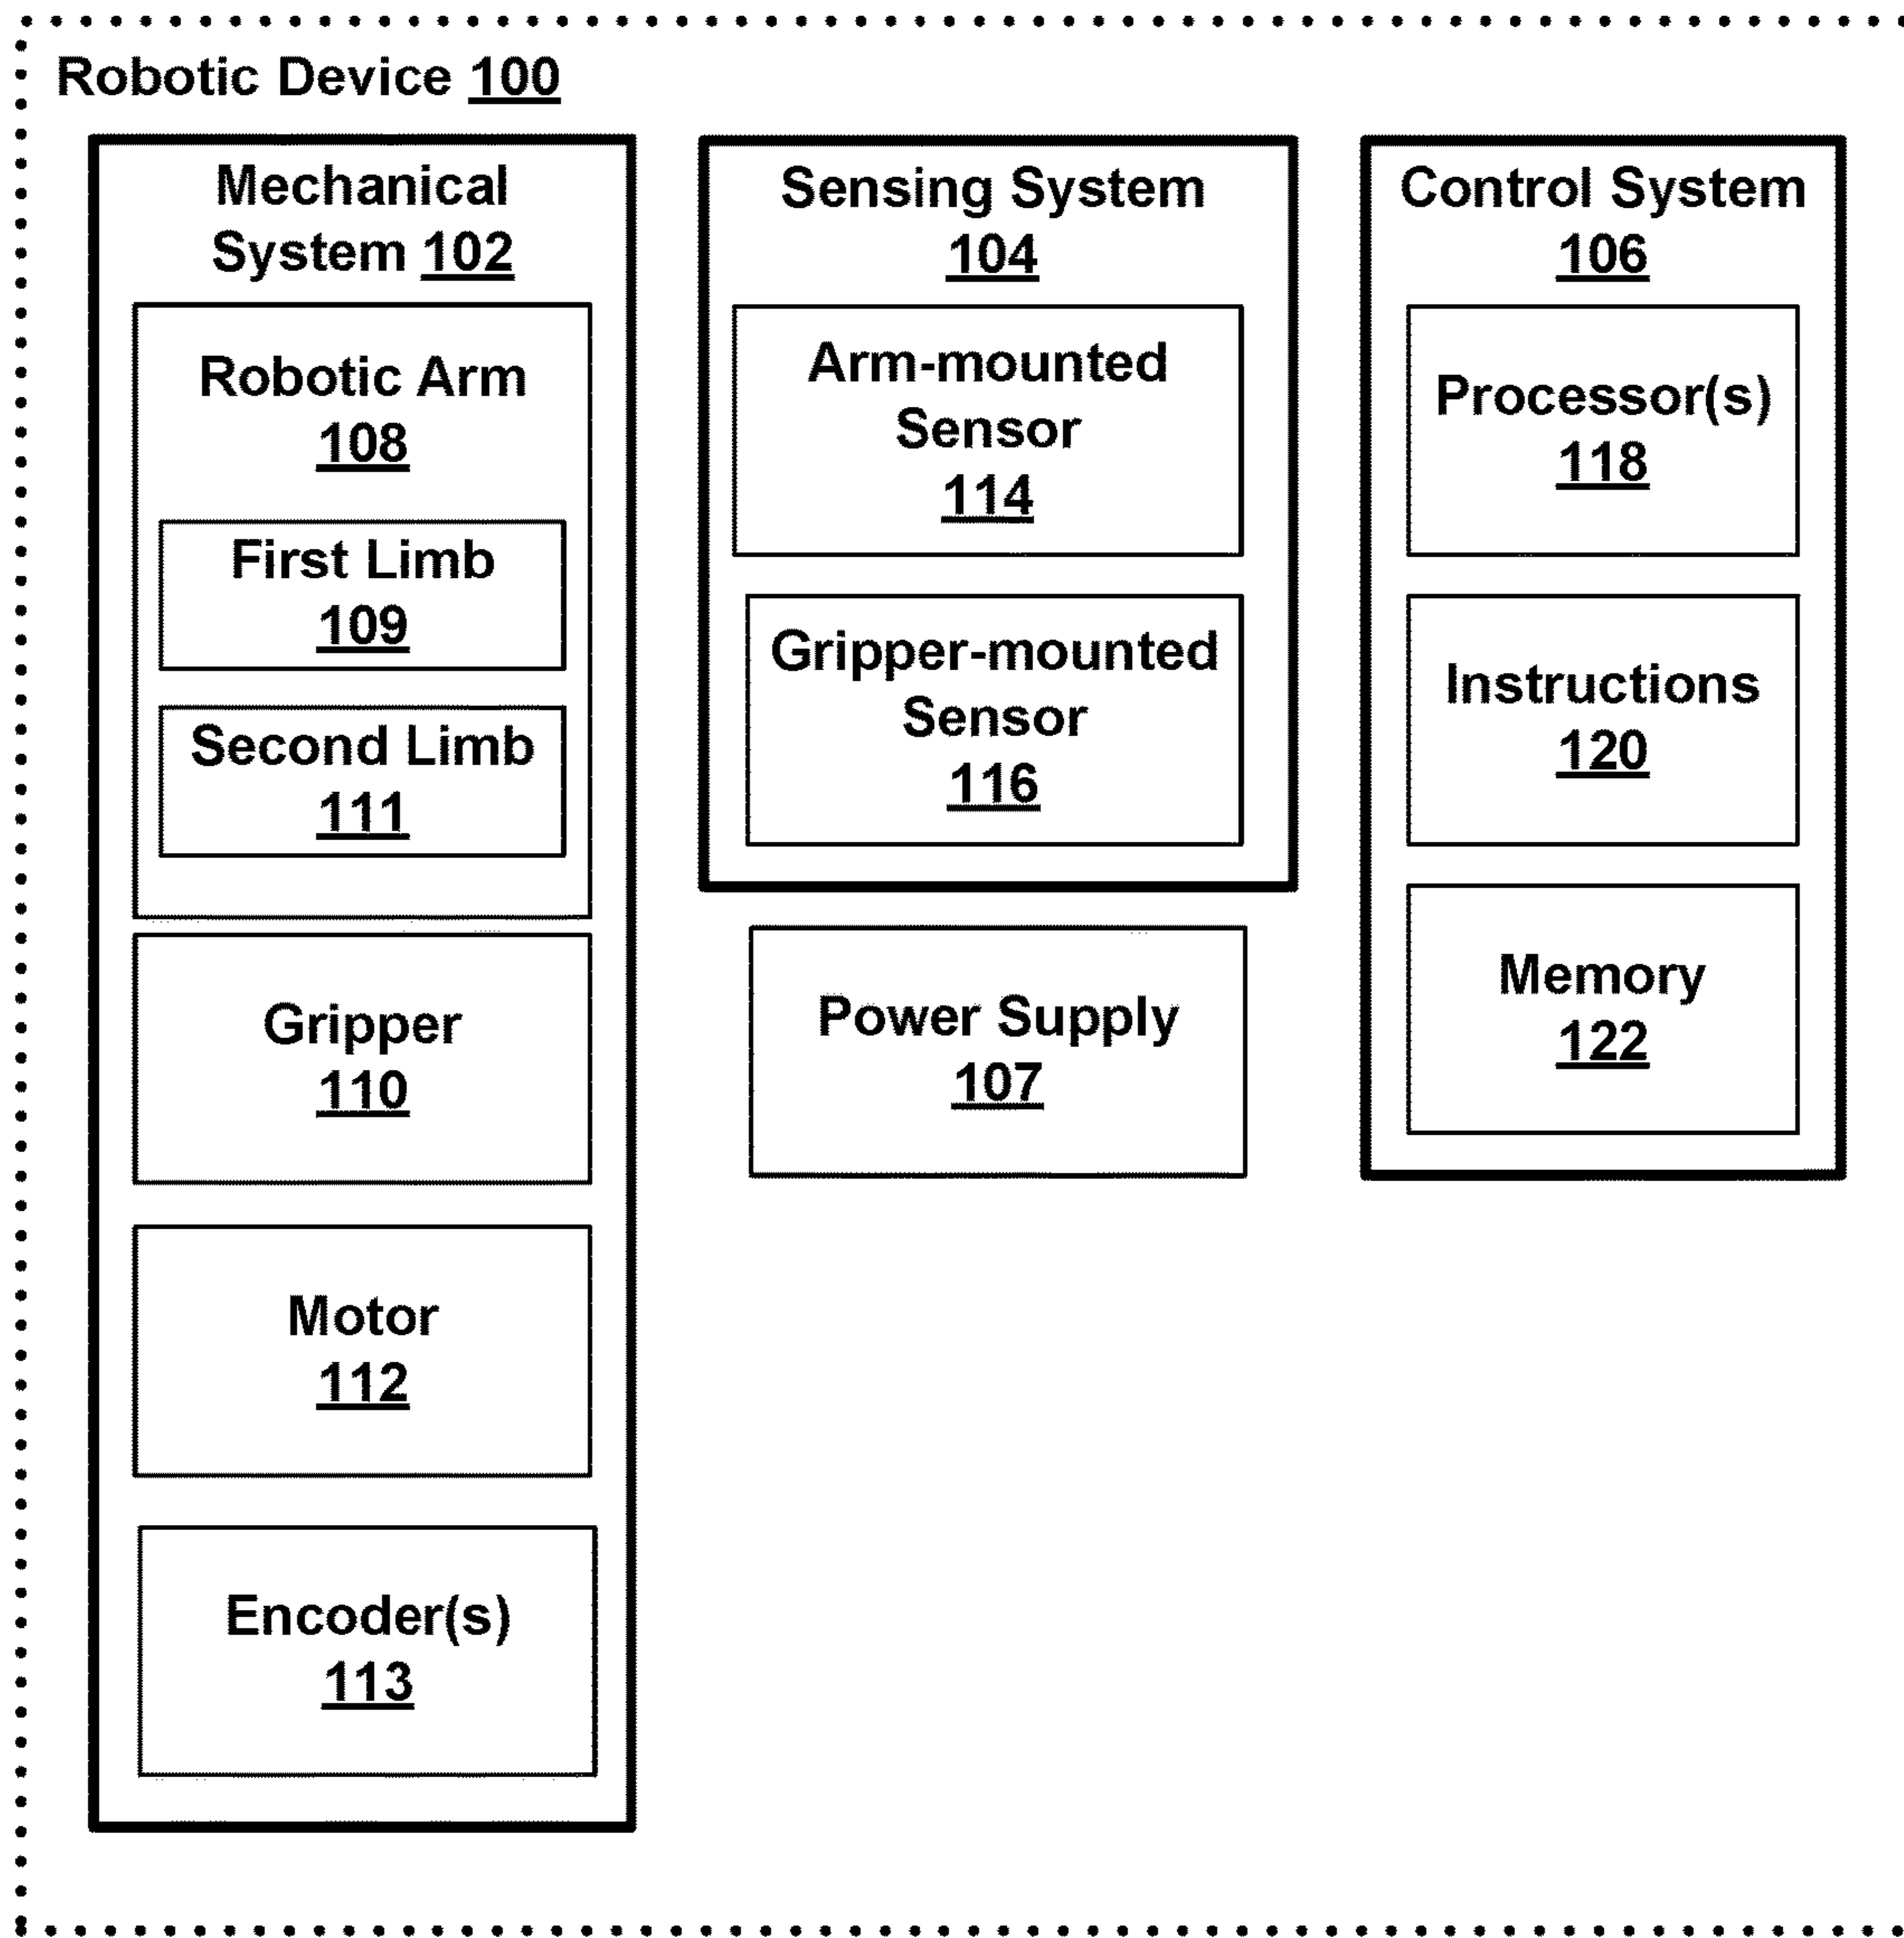 Robotic Device 100
Mechanical
System 102
Robotic Arm
108
First Limb
109
Second Limb
111
Gripper
110
Motor
112
Encoder(s)
113
Sensing System
104
Arm-mounted
Sensor
114
Gripper-mounted
Sensor
116
Power Supply
107
Control System
106
Processor(s)
118
Instructions
120
Memory
122